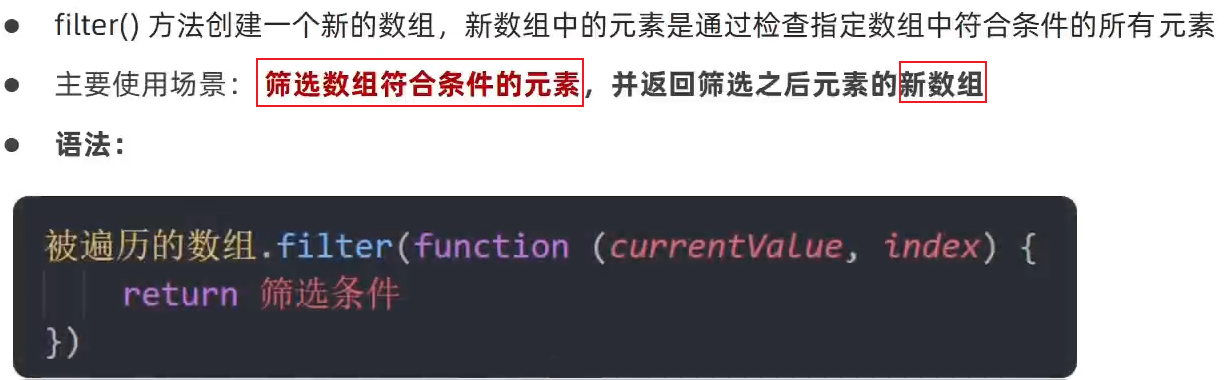 ● filter() 方法创建一个新的数组，新数组中的元素是通过检查指定数组中符合条件的所有元素
● 主要使用场景： 筛选数组符合条件的元素，并返回筛选之后元素的新数组
● 语法：
被遍历的数组.filter(function (currentValue, index) {
return 筛选条件
})